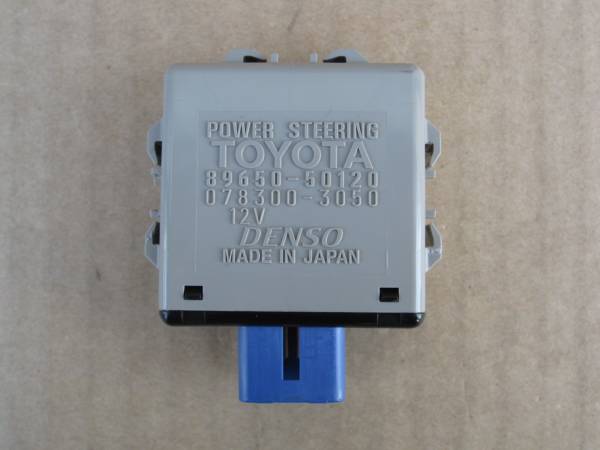 POWER STEERING
TOYOTA
89650-50120
078300-3050
12V
DENSO
MADE IN JAPAN